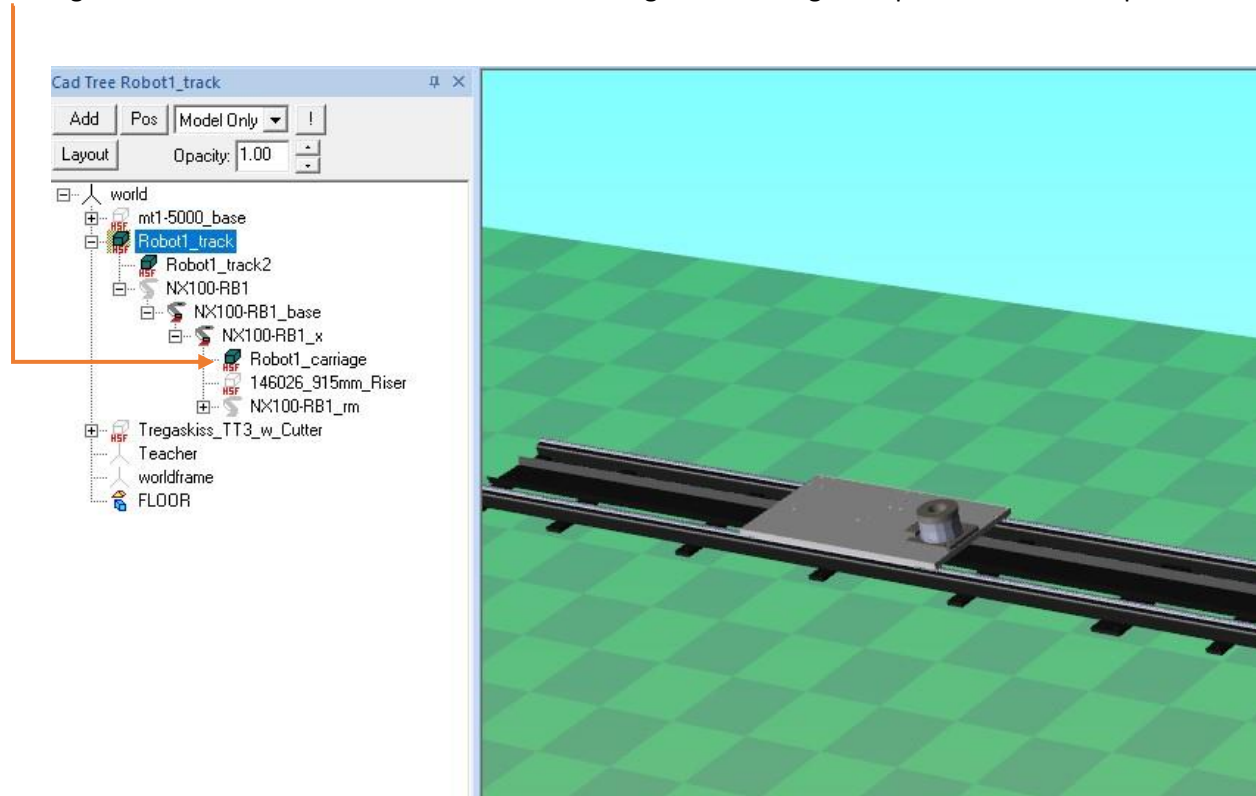 Cad Tree Robot1_track
Add Pos Model Only !
Layout Opacity: 1.00
world
mt1-5000_base
Robot1_track
Robot1_track2
NX100-RB1
NX100-RB1_base
NX100-RB1_x
Robot1_carriage
146026_915mm_Riser
NX100-RB1_rm
Tregaskiss_TT3_w_Cutter
Teacher
worldframe
FLOOR